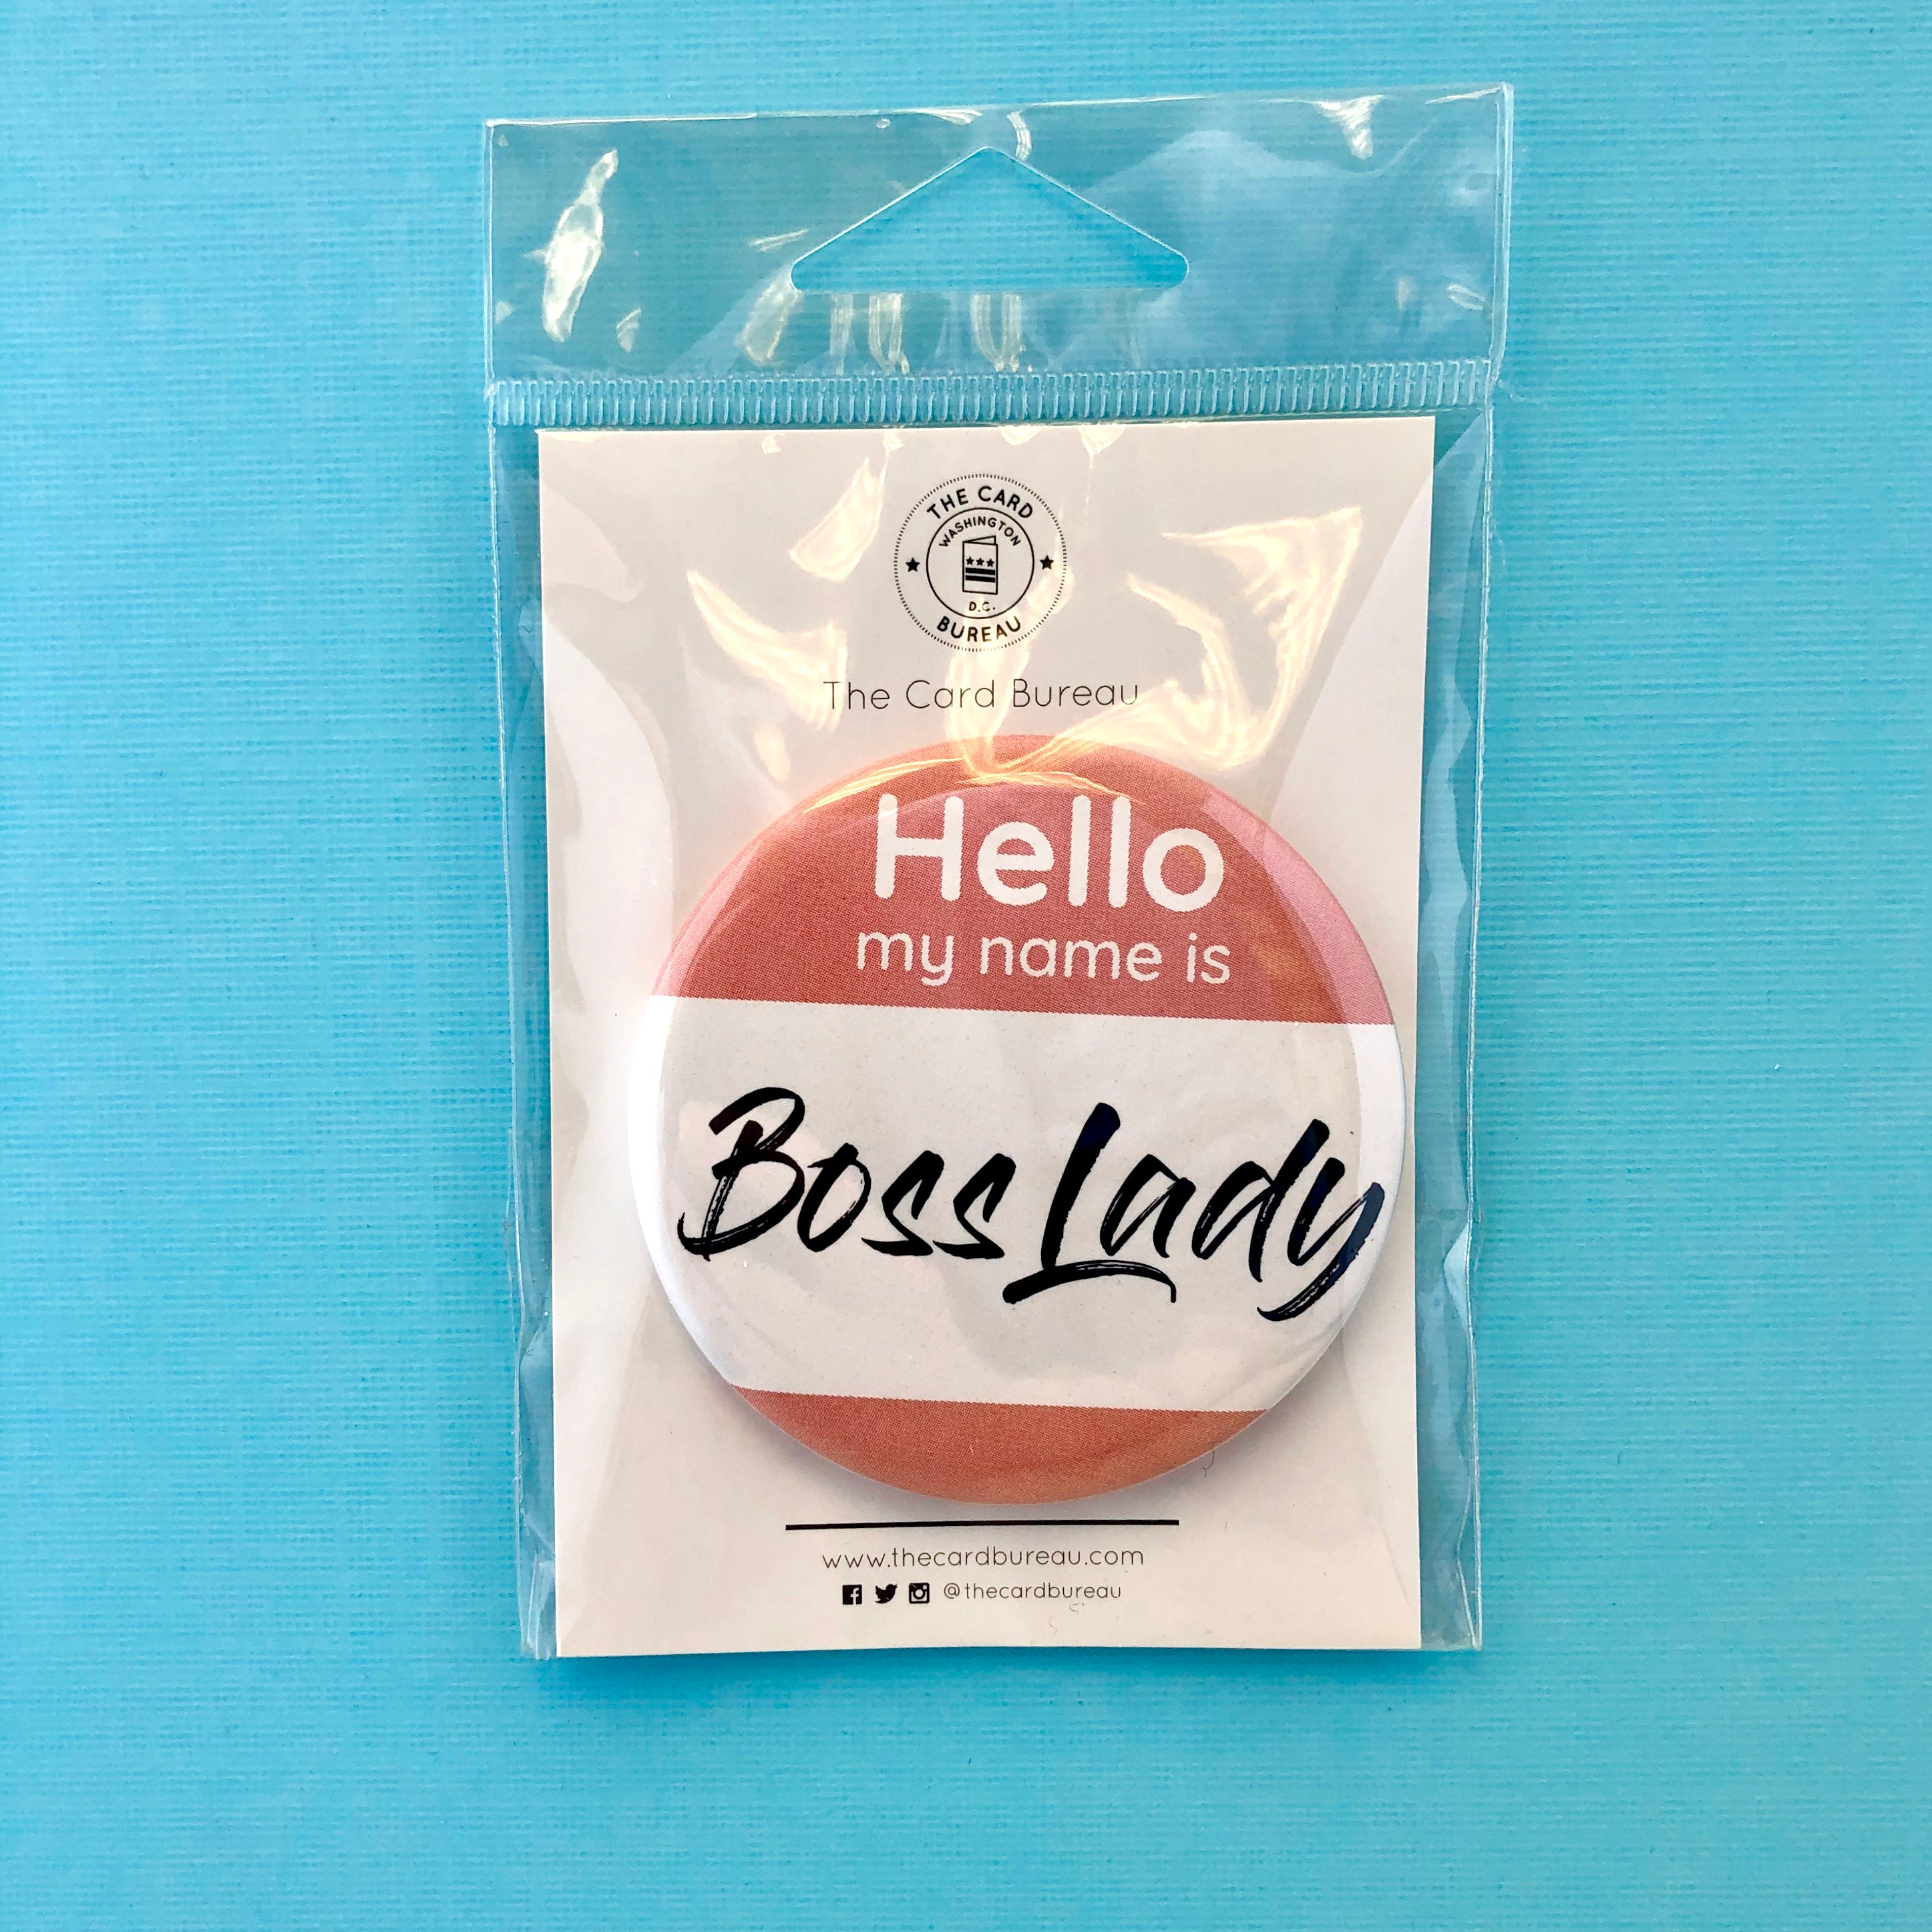 THE CARD
WASHINGTON
D.C.
BUREAU
The Card Bureau
Hello
my name is
Boss Lady
www.thecardbureau.com
@thecardbureau